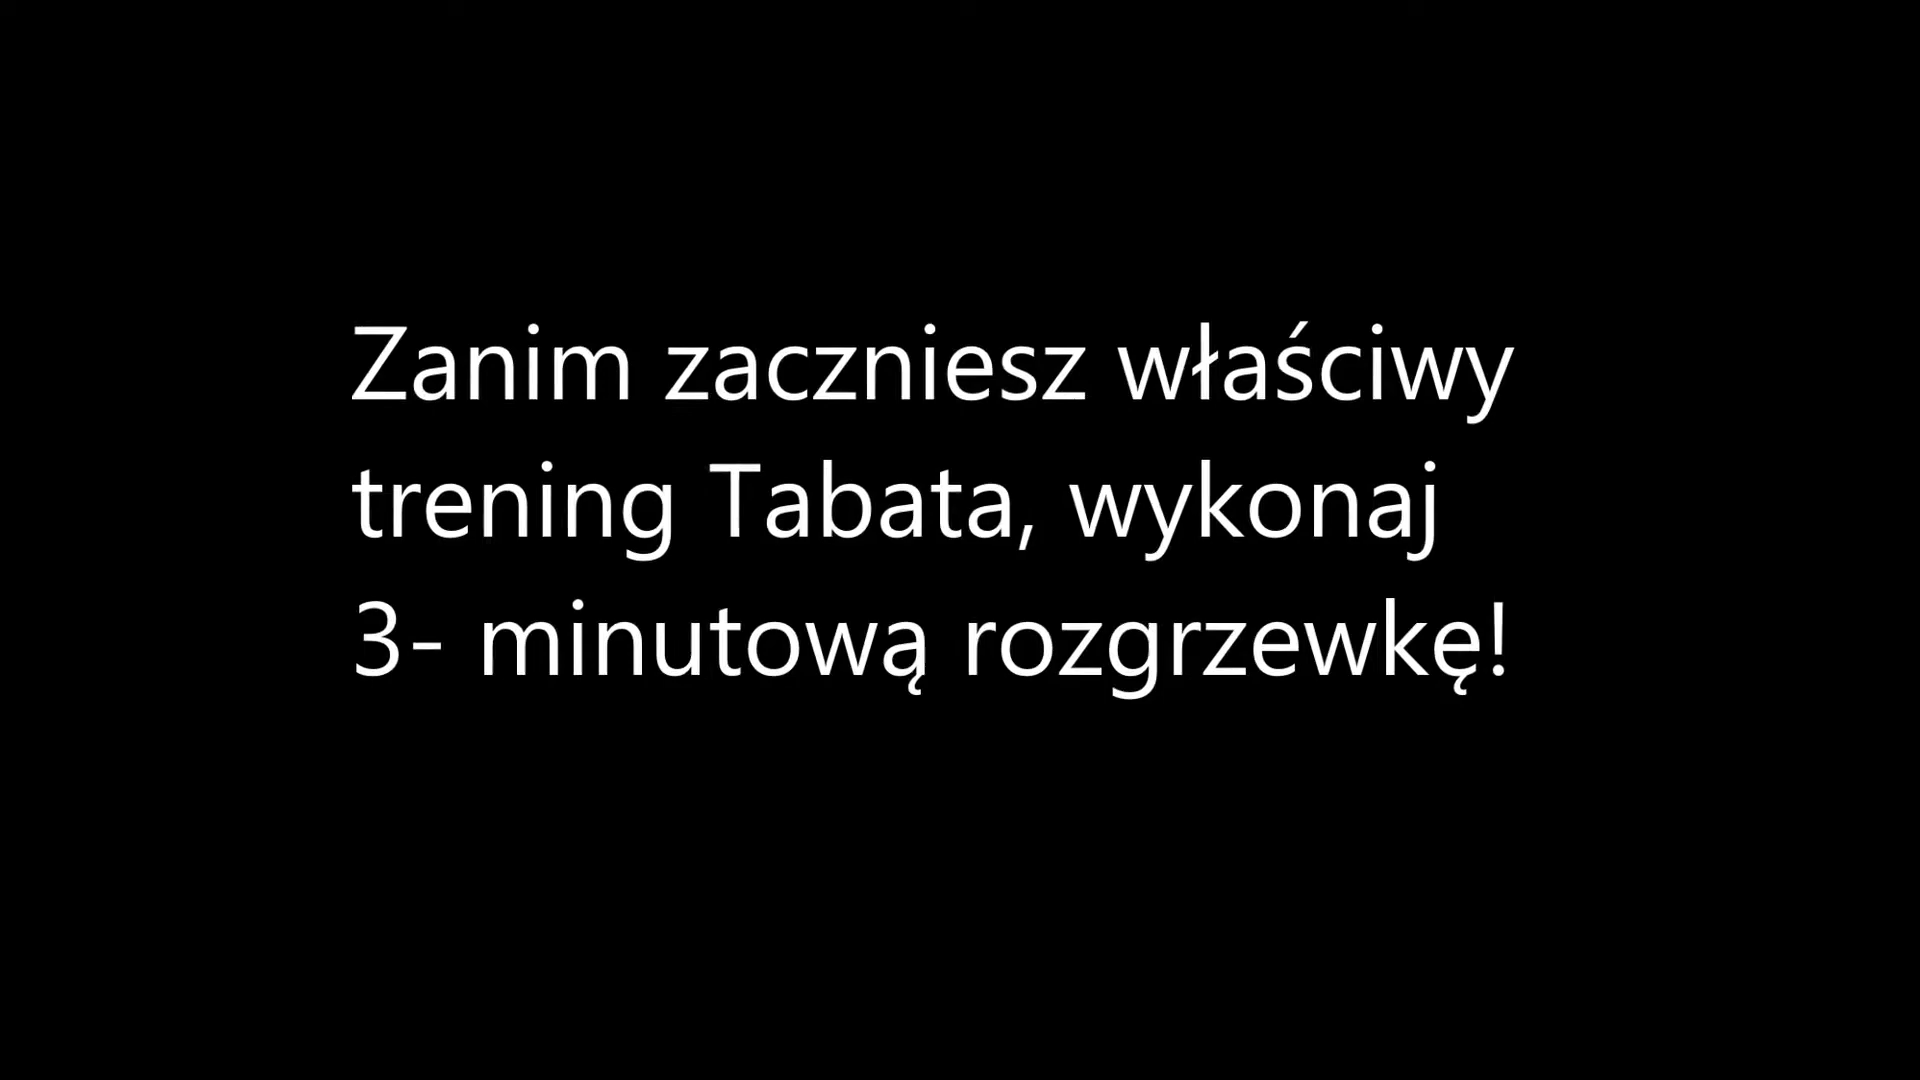 Zanim zaczniesz właściwy
trening Tabata, wykonaj
3- minutową rozgrzewkę!